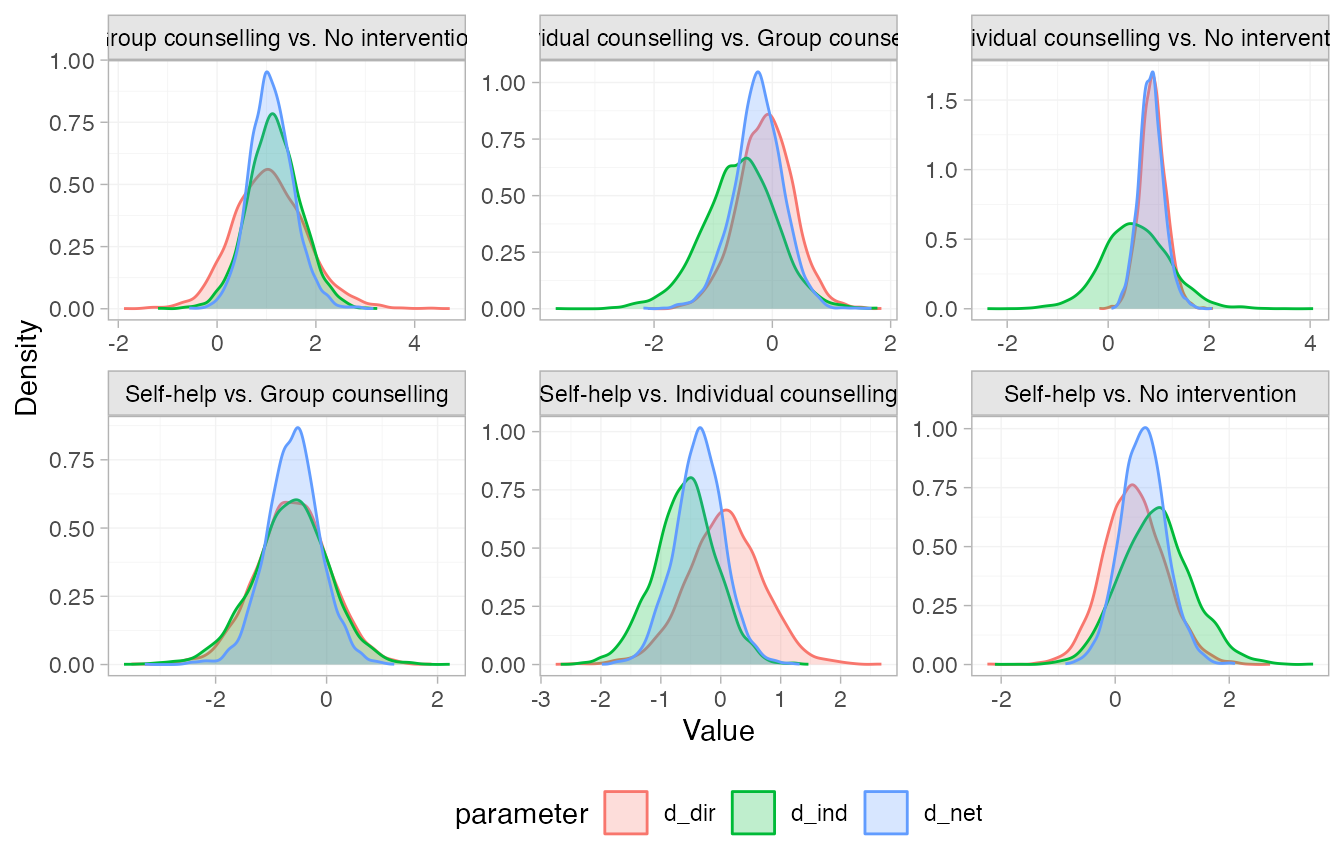 Group counselling vs. No interventio
vidual counselling vs. Group counse
ividual counselling vs. No intervent
1.00
0.75
0.50
0.25
0.00
-2 0 2 4
1.00
0.75
0.50
0.25
0.00
-2 0 2
1.5
1.0
0.5
0.0
-2 0 2 4
Density
Self-help vs. Group counselling
Self-help vs. Individual counselling
Self-help vs. No intervention
0.75
0.50
0.25
0.00
-2 0 2
1.00
0.75
0.50
0.25
0.00
-3 -2 -1 0 1 2
1.00
0.75
0.50
0.25
0.00
-2 0 2
Value
parameter d_dir d_ind d_net